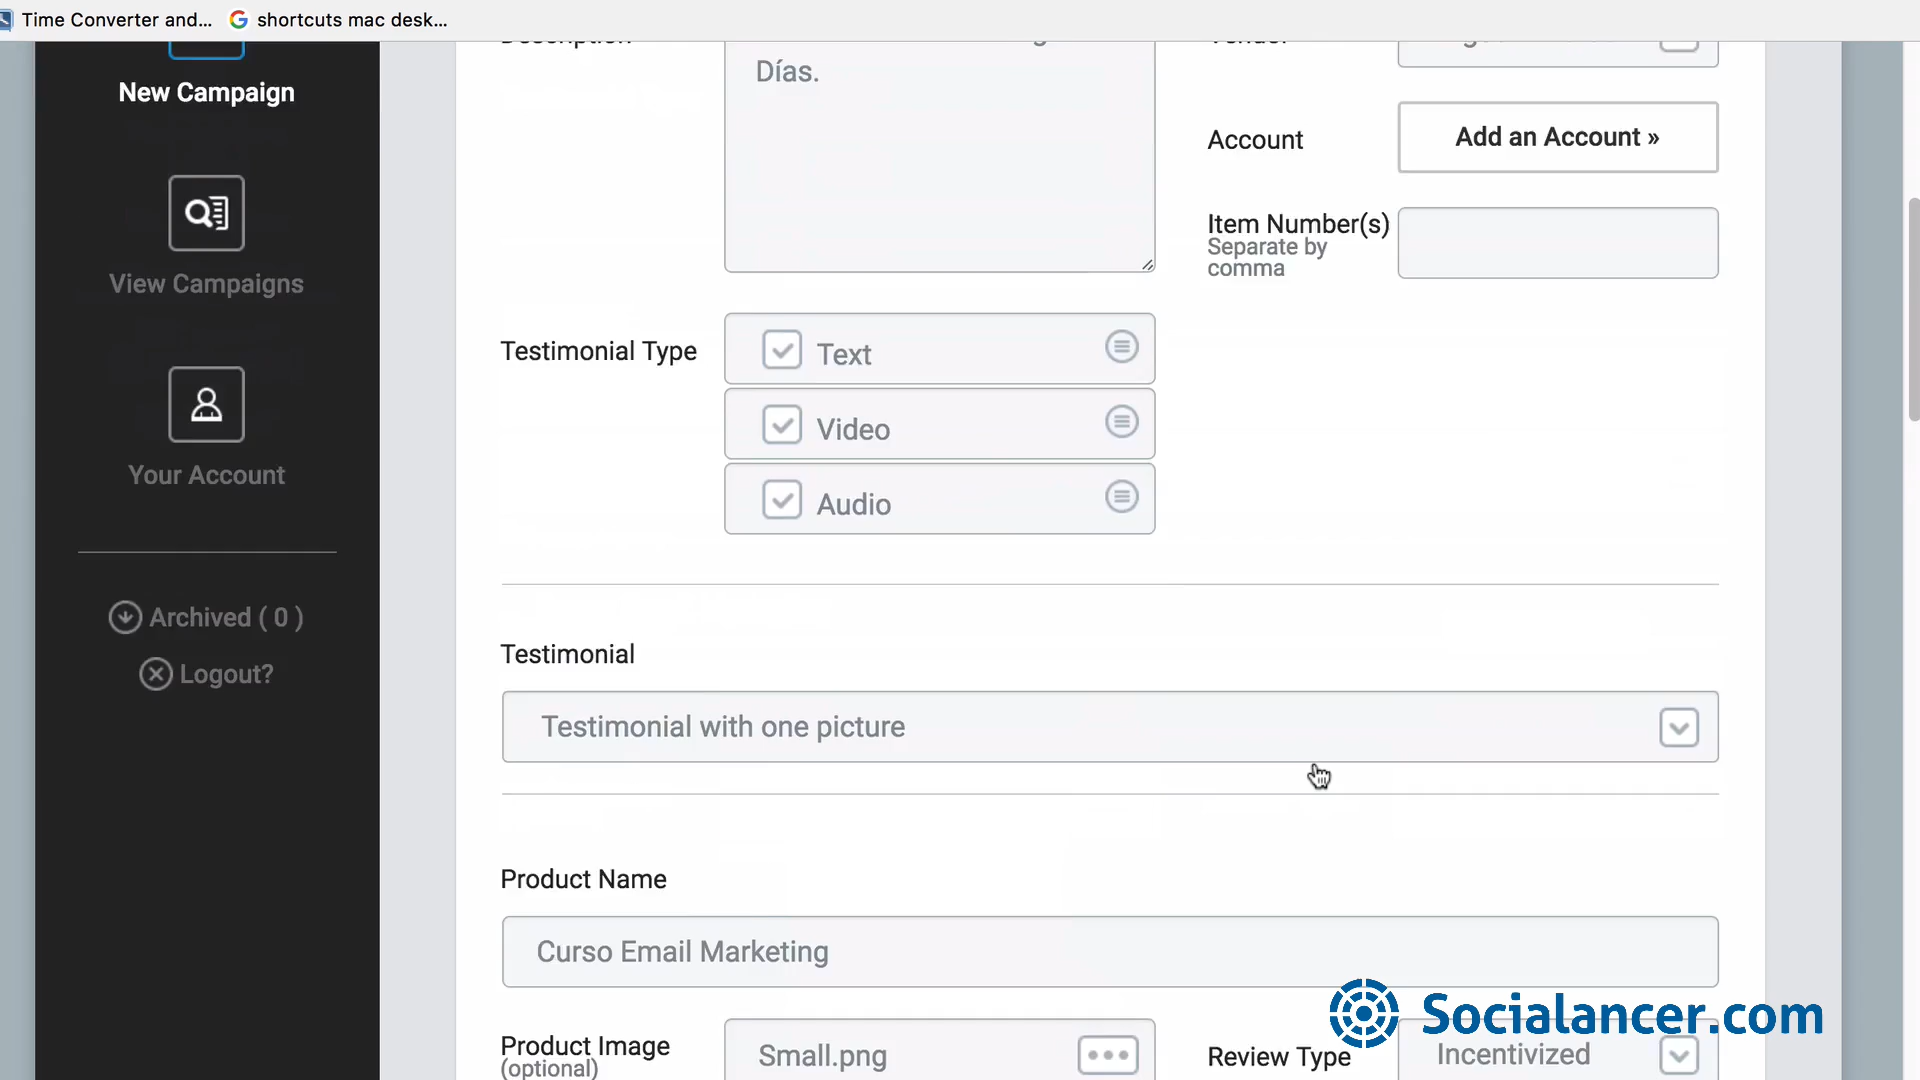 Time Converter and...
shortcuts mac desk...
New Campaign
View Campaigns
Your Account
Archived ( 0 )
Logout?
Description
Días.
Account
Add an Account »
Item Number(s)
Separate by
comma
Testimonial Type
Text
Video
Audio
Testimonial
Testimonial with one picture
Product Name
Curso Email Marketing
Product Image
(optional)
Small.png
Review Type
Incentivized
Socialancer.com